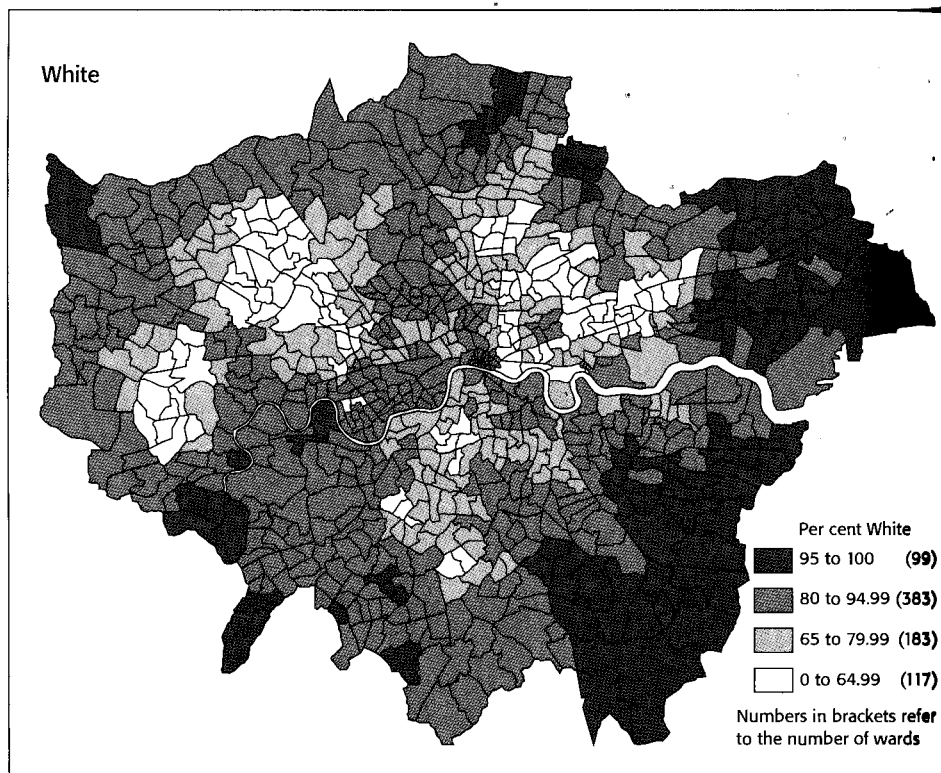 White
Per cent White
95 to 100 (99)
80 to 94.99 (383)
65 to 79.99 (183)
0 to 64.99 (117)
Numbers in brackets refer
to the number of wards